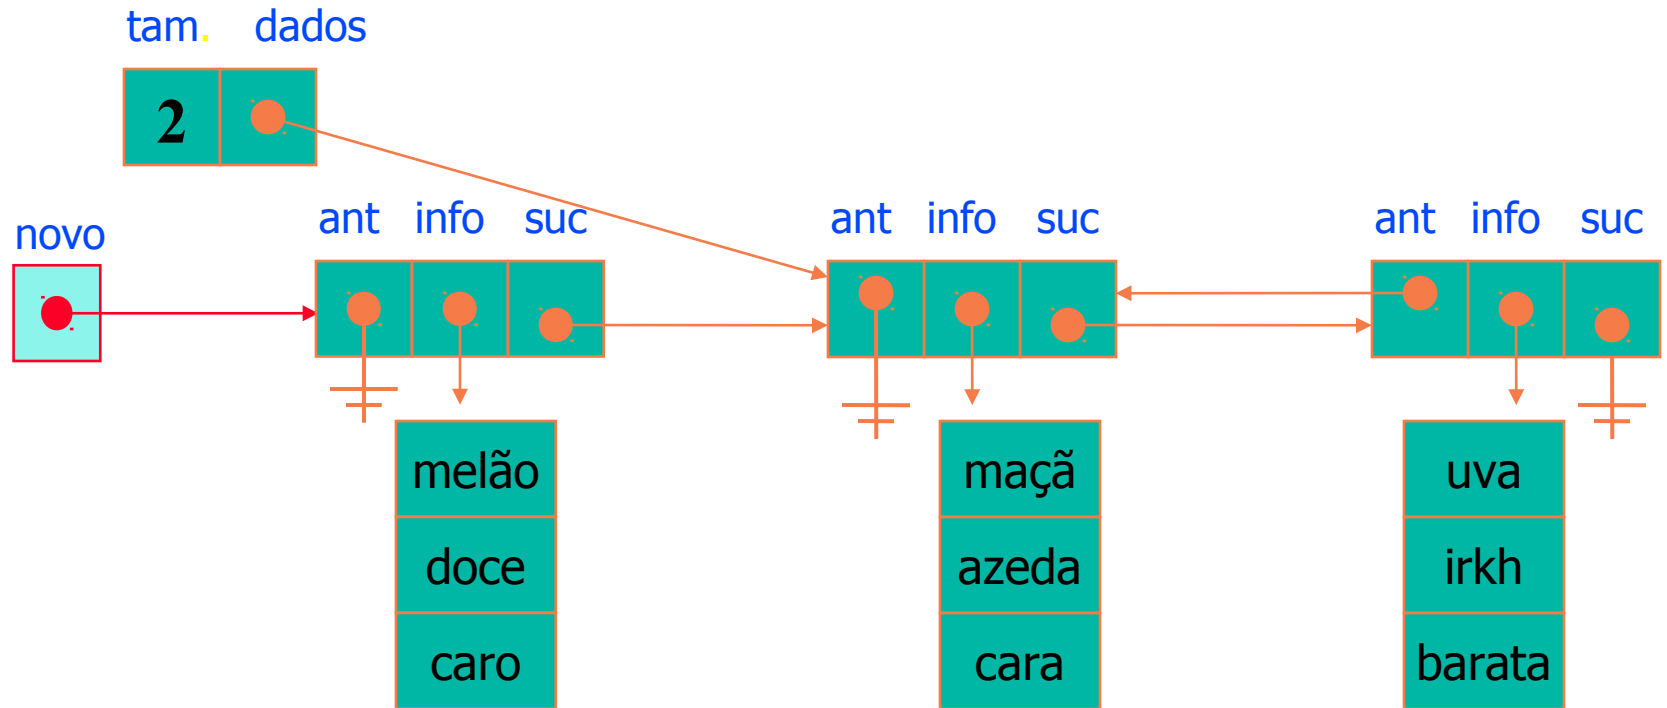 tam. dados
2
novo
ant info suc
ant info suc
ant info suc
melão
doce
caro
maçã
azeda
cara
uva
irkh
barata